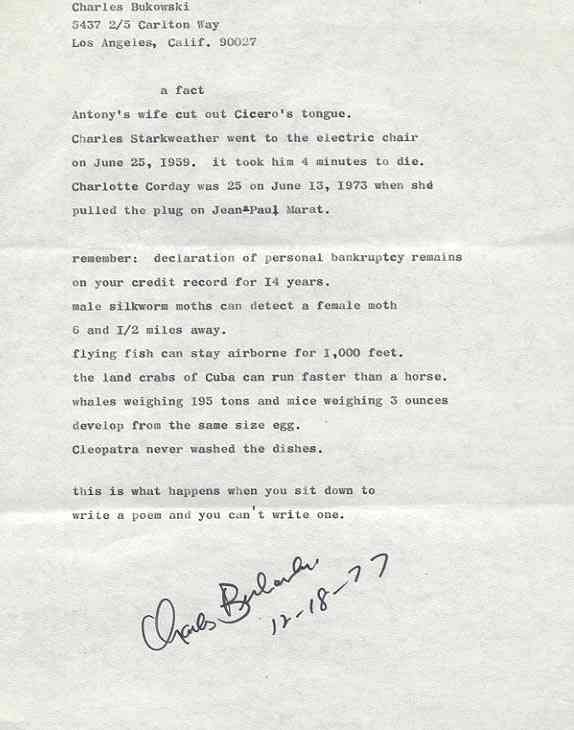 Charles Bukowski
5437 2/5 Carlton Way
Los Angeles, Calif. 90027
a fact
Antony's wife cut out Cicero's tongue.
Charles Starkweather went to the electric chair
on June 25, 1959. it took him 4 minutes to die.
Charlotte Corday was 25 on June I3, I973 when she
pulled the plug on Jean-Paul Marat.
remember: declaration of personal bankruptcy remains
on your credit record for I4 years.
male silkworm moths can detect a female moth
6 and I/2 miles away.
flying fish can stay airborne for I,000 feet.
the land crabs of Cuba can run faster than a horse.
whales weighing I95 tons and mice weighing 3 ounces
develop from the same size egg.
Cleopatra never washed the dishes.
this is what happens when you sit down to
write a poem and you can't write one.
Charles Bukowski
12-18-77